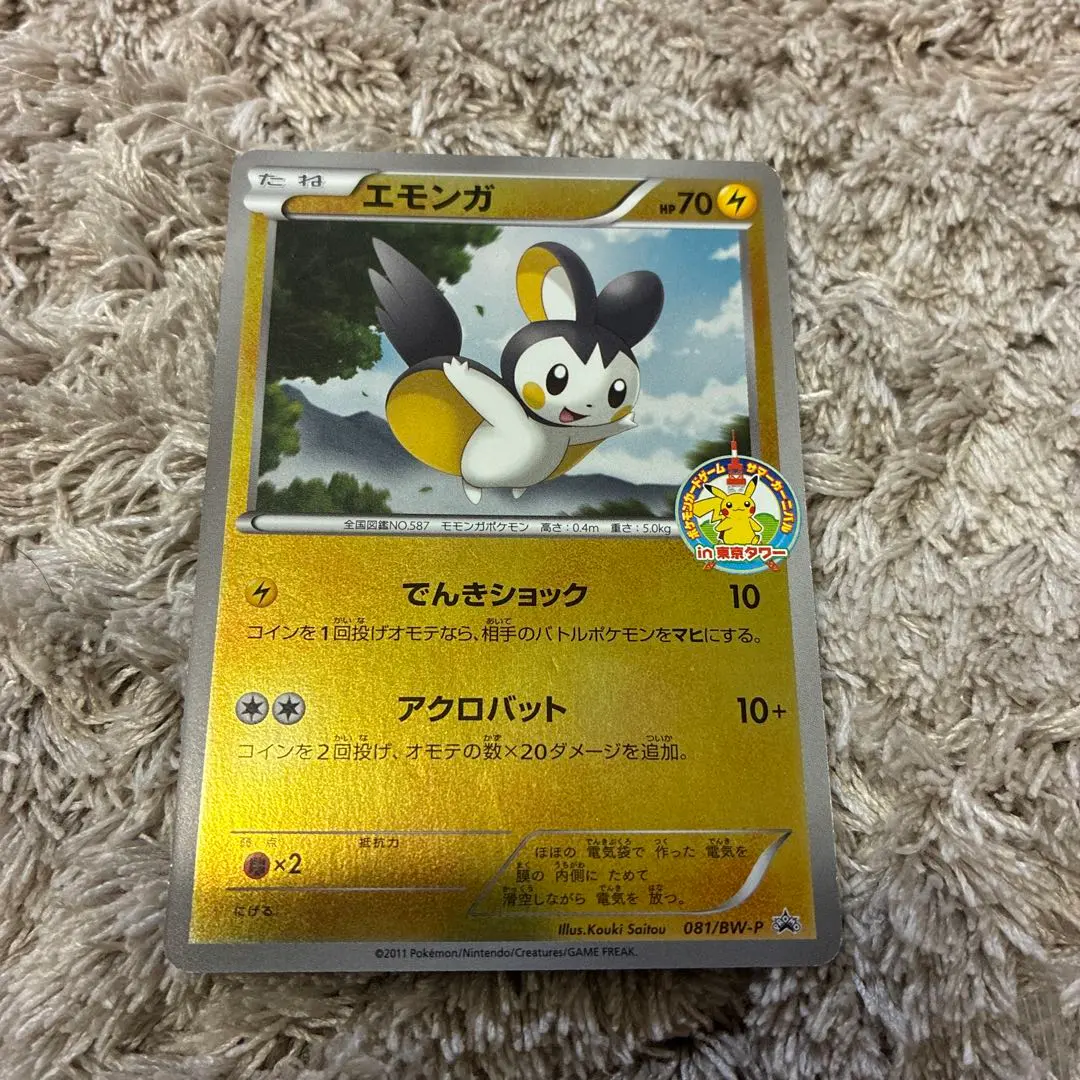 たね エモンガ HP70
全国図鑑NO.587 モモンガポケモン 高さ:0.4m 重さ:5.0kg
ポケモンカードゲーム サマーカーニバル
in 東京タワー
でんきショック 10
コインを1回投げオモテなら、相手のバトルポケモンをマヒにする。
アクロバット 10+
コインを2回投げ、オモテの数×20ダメージを追加。
弱点 抵抗力
×2
にげる
ほほの 電気袋で 作った 電気を
膜の 内側に ためて
滑空しながら 電気を 放つ。
Illus.Kouki Saitou 081/BW-P PROMO
©2011 Pokémon/Nintendo/Creatures/GAME FREAK.